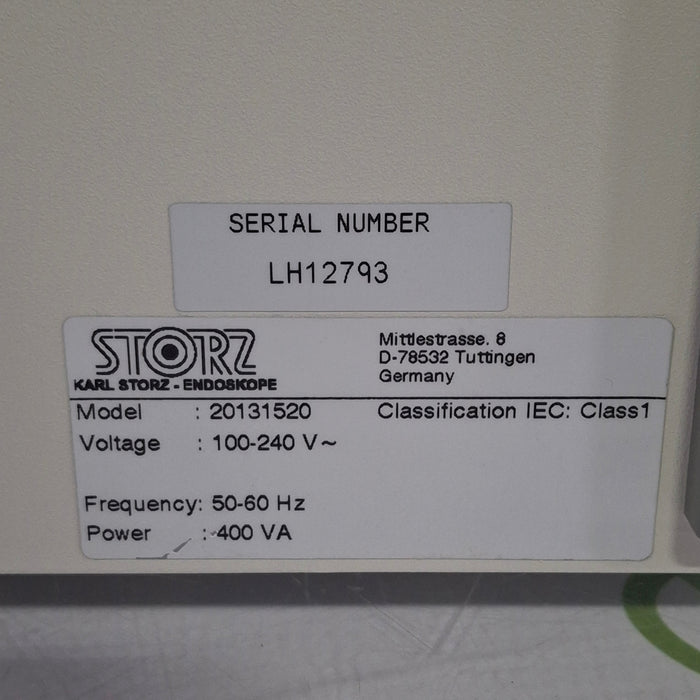 SERIAL NUMBER
LH12793
STORZ
KARL STORZ - ENDOSKOPE
Mittlestrasse. 8
D-78532 Tuttingen
Germany
Model : 20131520 Classification IEC: Class1
Voltage : 100-240 V~
Frequency: 50-60 Hz
Power : 400 VA